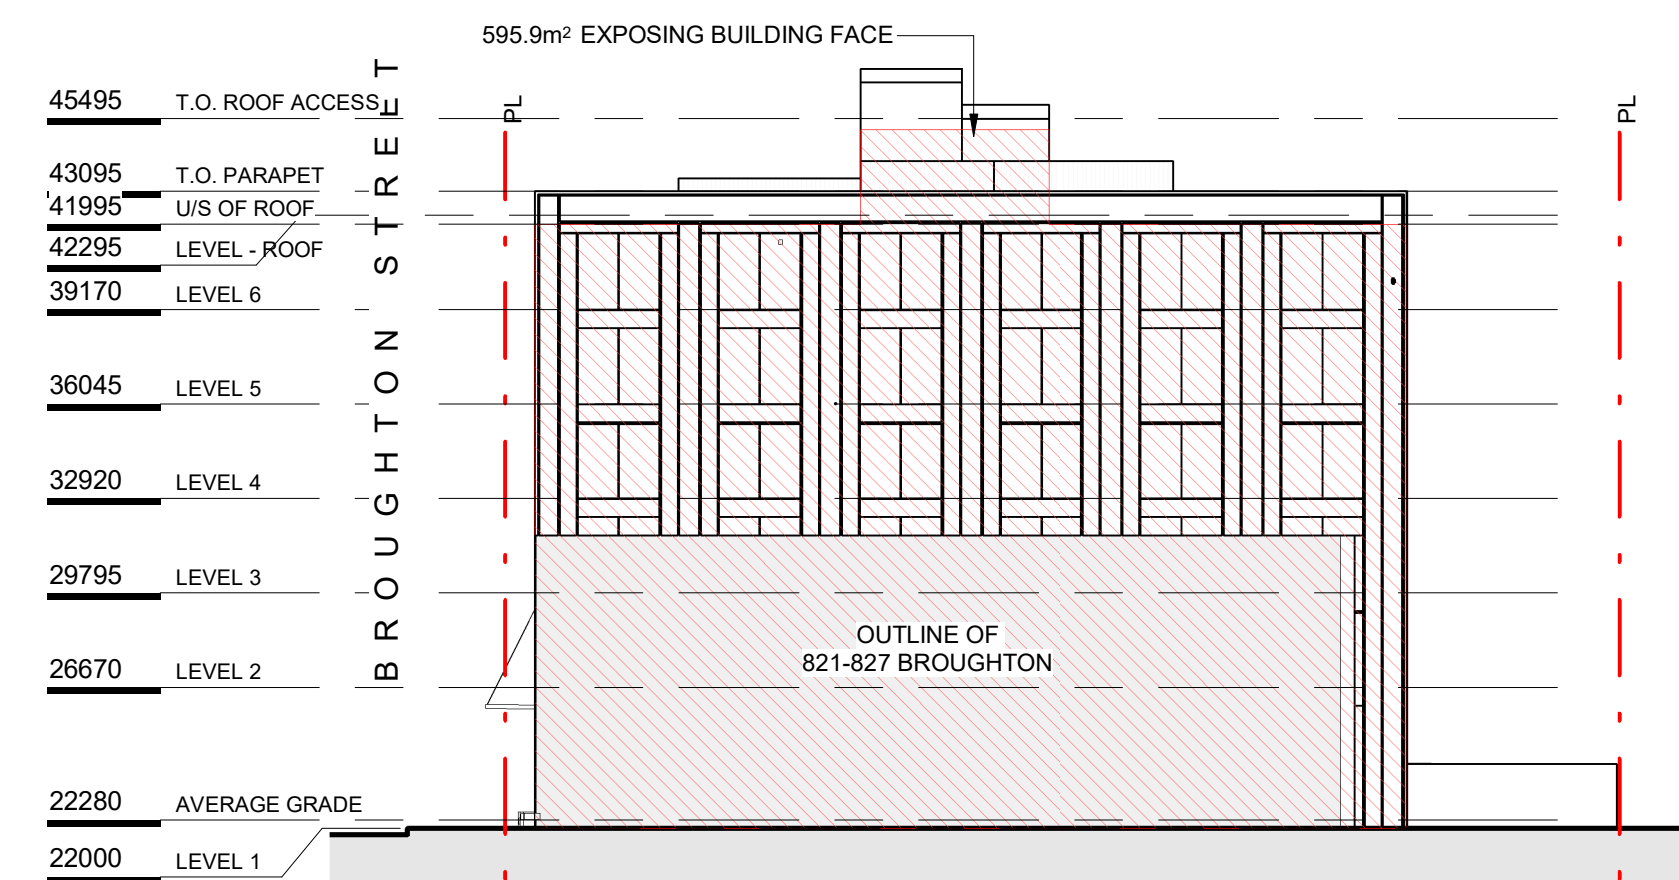 595.9m² EXPOSING BUILDING FACE
45495 T.O. ROOF ACCESS
43095 T.O. PARAPET
41995 U/S OF ROOF
42295 LEVEL - ROOF
39170 LEVEL 6
36045 LEVEL 5
32920 LEVEL 4
29795 LEVEL 3
26670 LEVEL 2
22280 AVERAGE GRADE
22000 LEVEL 1
BROUGHTON STREET
PL
PL
OUTLINE OF
821-827 BROUGHTON